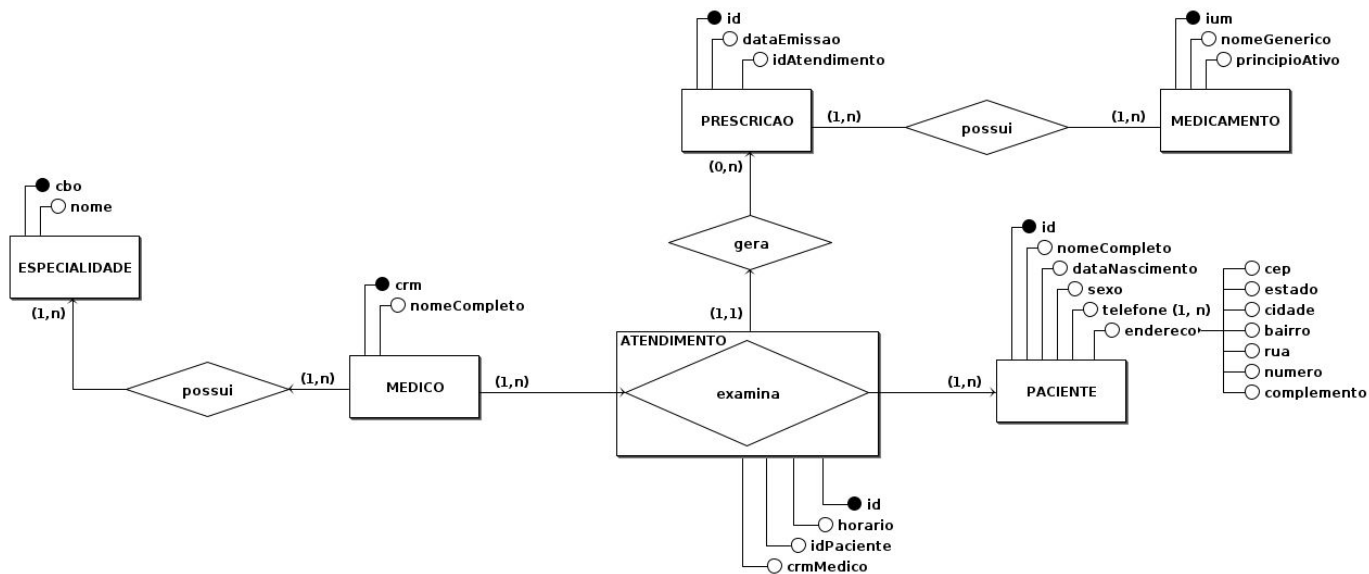 id
dataEmissao
idAtendimento
PRESCRICAO
(1,n)
possui
(1,n)
ium
nomeGenerico
principioAtivo
MEDICAMENTO
(0,n)
gera
(1,1)
cbo
nome
ESPECIALIDADE
(1,n)
possui
(1,n)
crm
nomeCompleto
MEDICO
(1,n)
ATENDIMENTO
examina
(1,n)
id
nomeCompleto
dataNascimento
sexo
telefone (1, n)
endereco
cep
estado
cidade
bairro
rua
numero
complemento
PACIENTE
id
horario
idPaciente
crmMedico